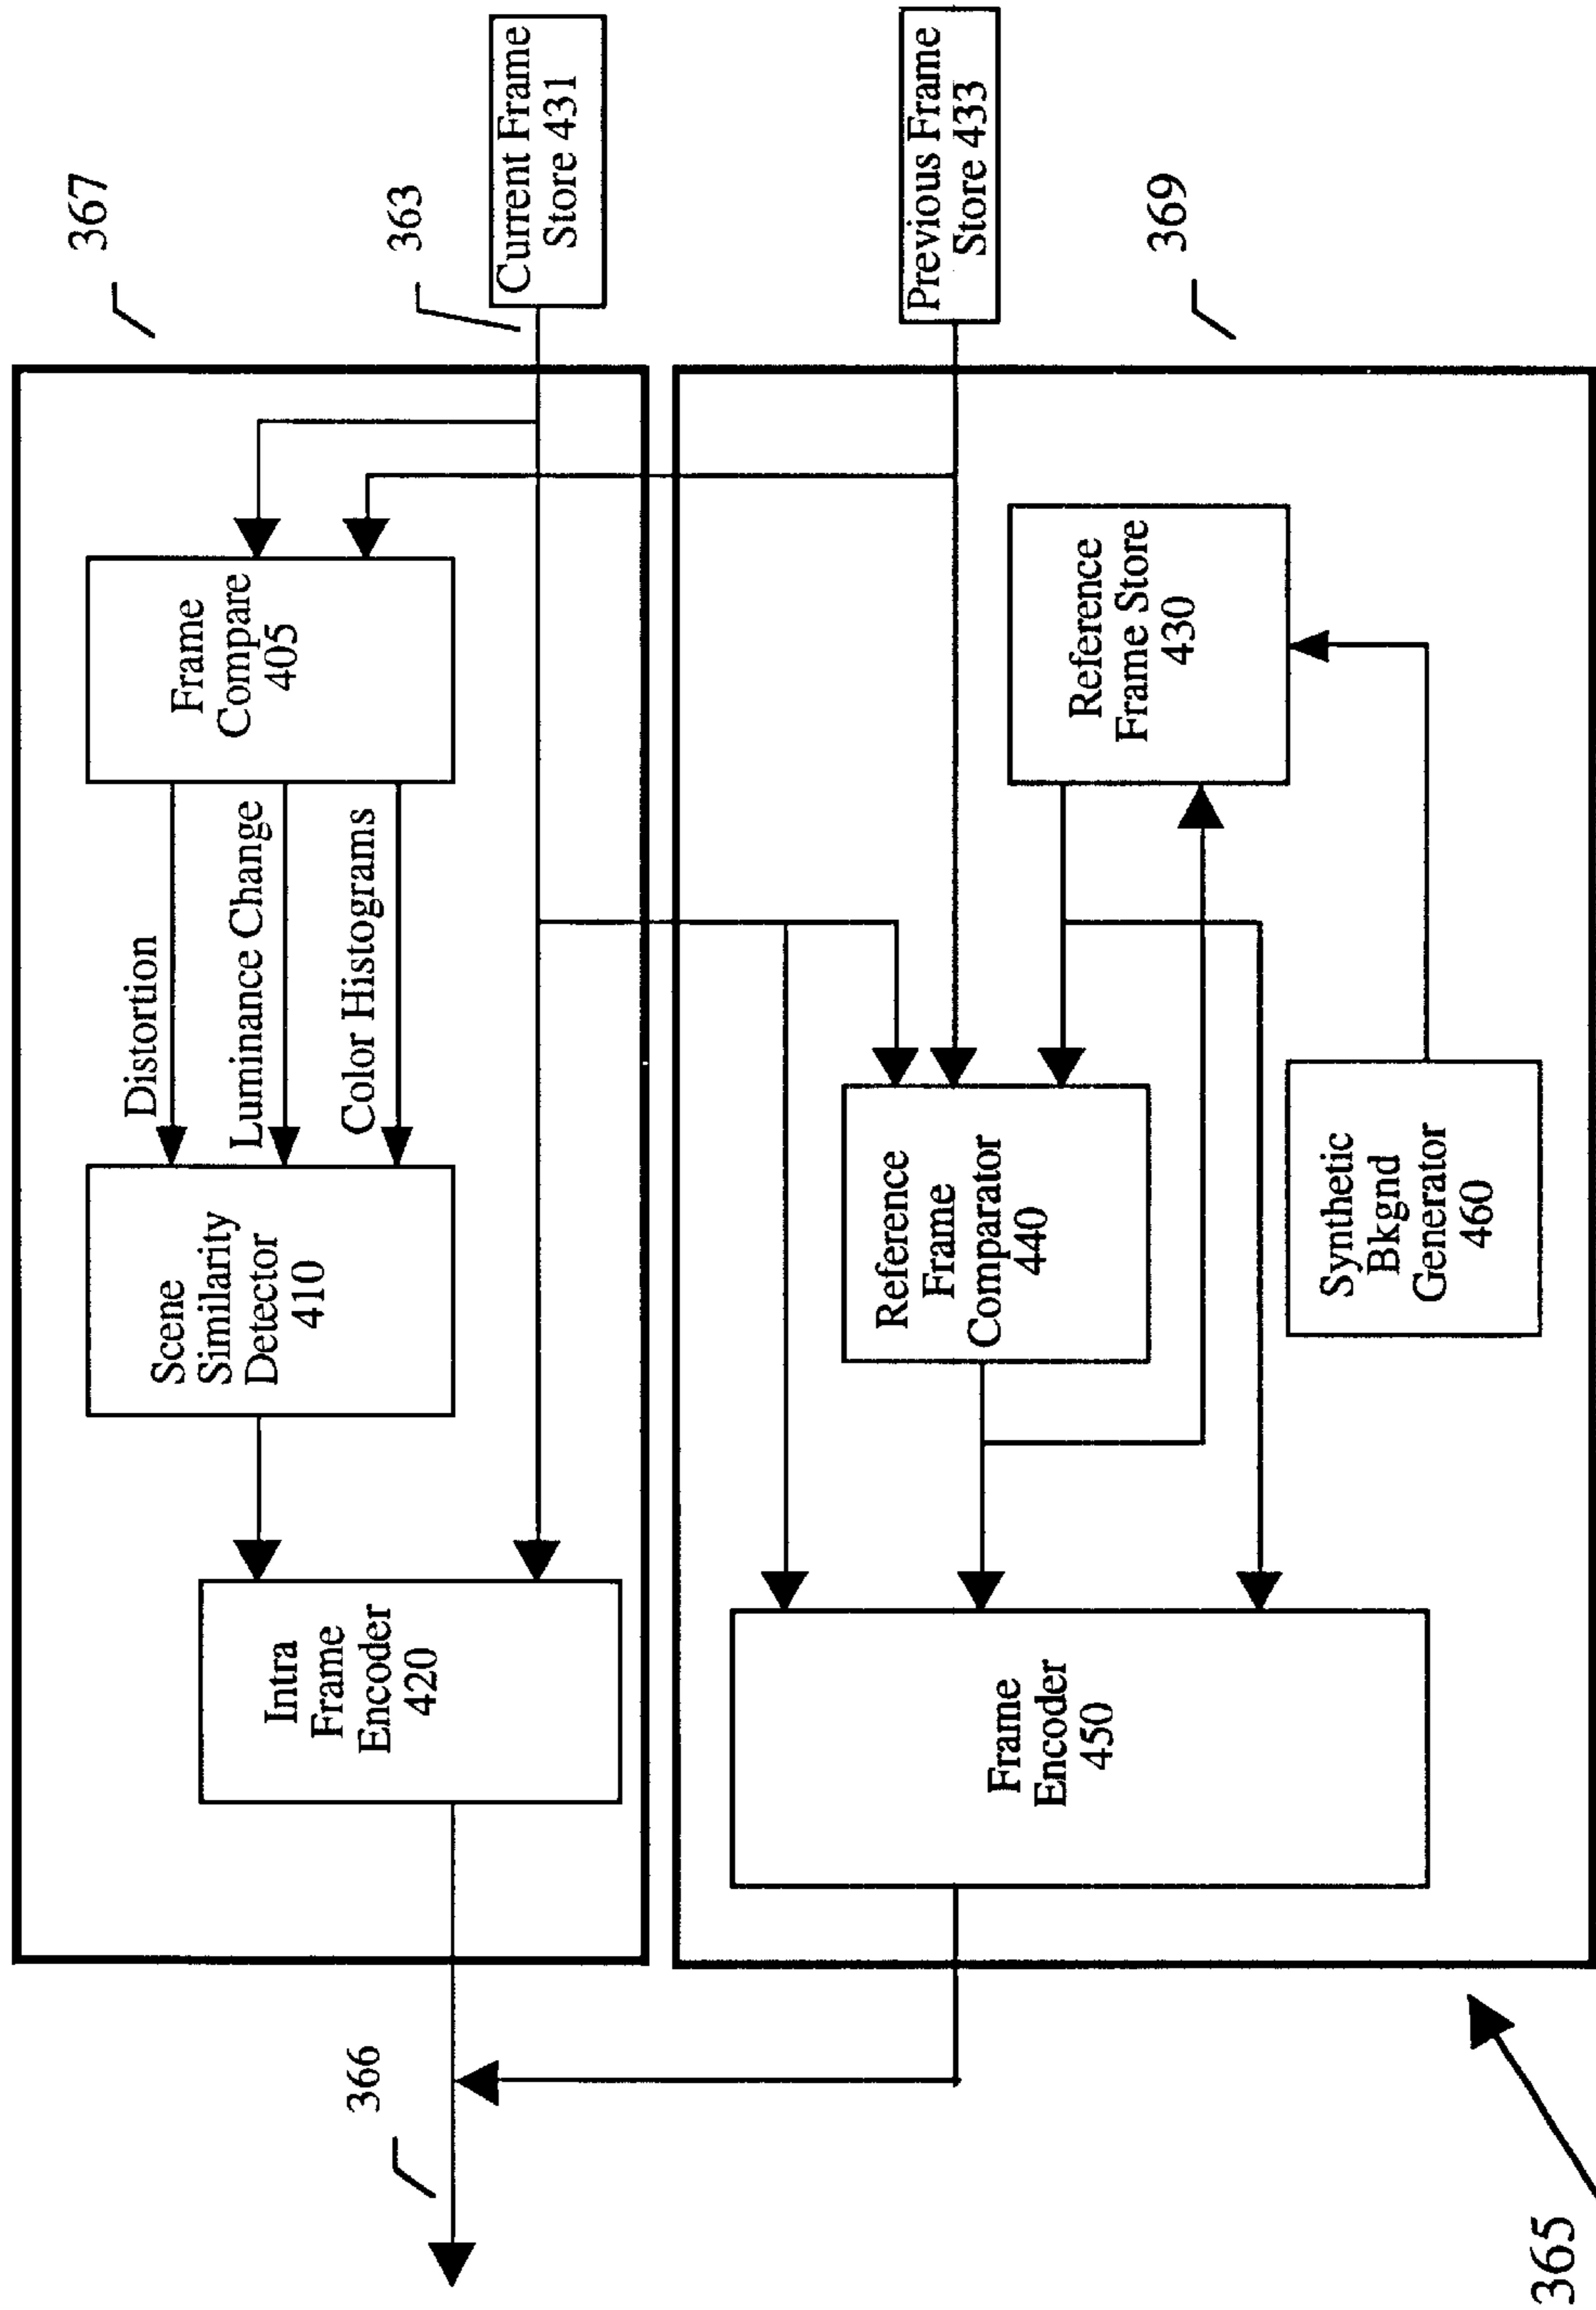 367
363
Current Frame
Store 431
Frame
Compare
405
Distortion
Luminance Change
Color Histograms
Scene
Similarity
Detector
410
Intra
Frame
Encoder
420
366
Previous Frame
Store 433
369
Reference
Frame Store
430
Reference
Frame
Comparator
440
Synthetic
Bkgnd
Generator
460
Frame
Encoder
450
365